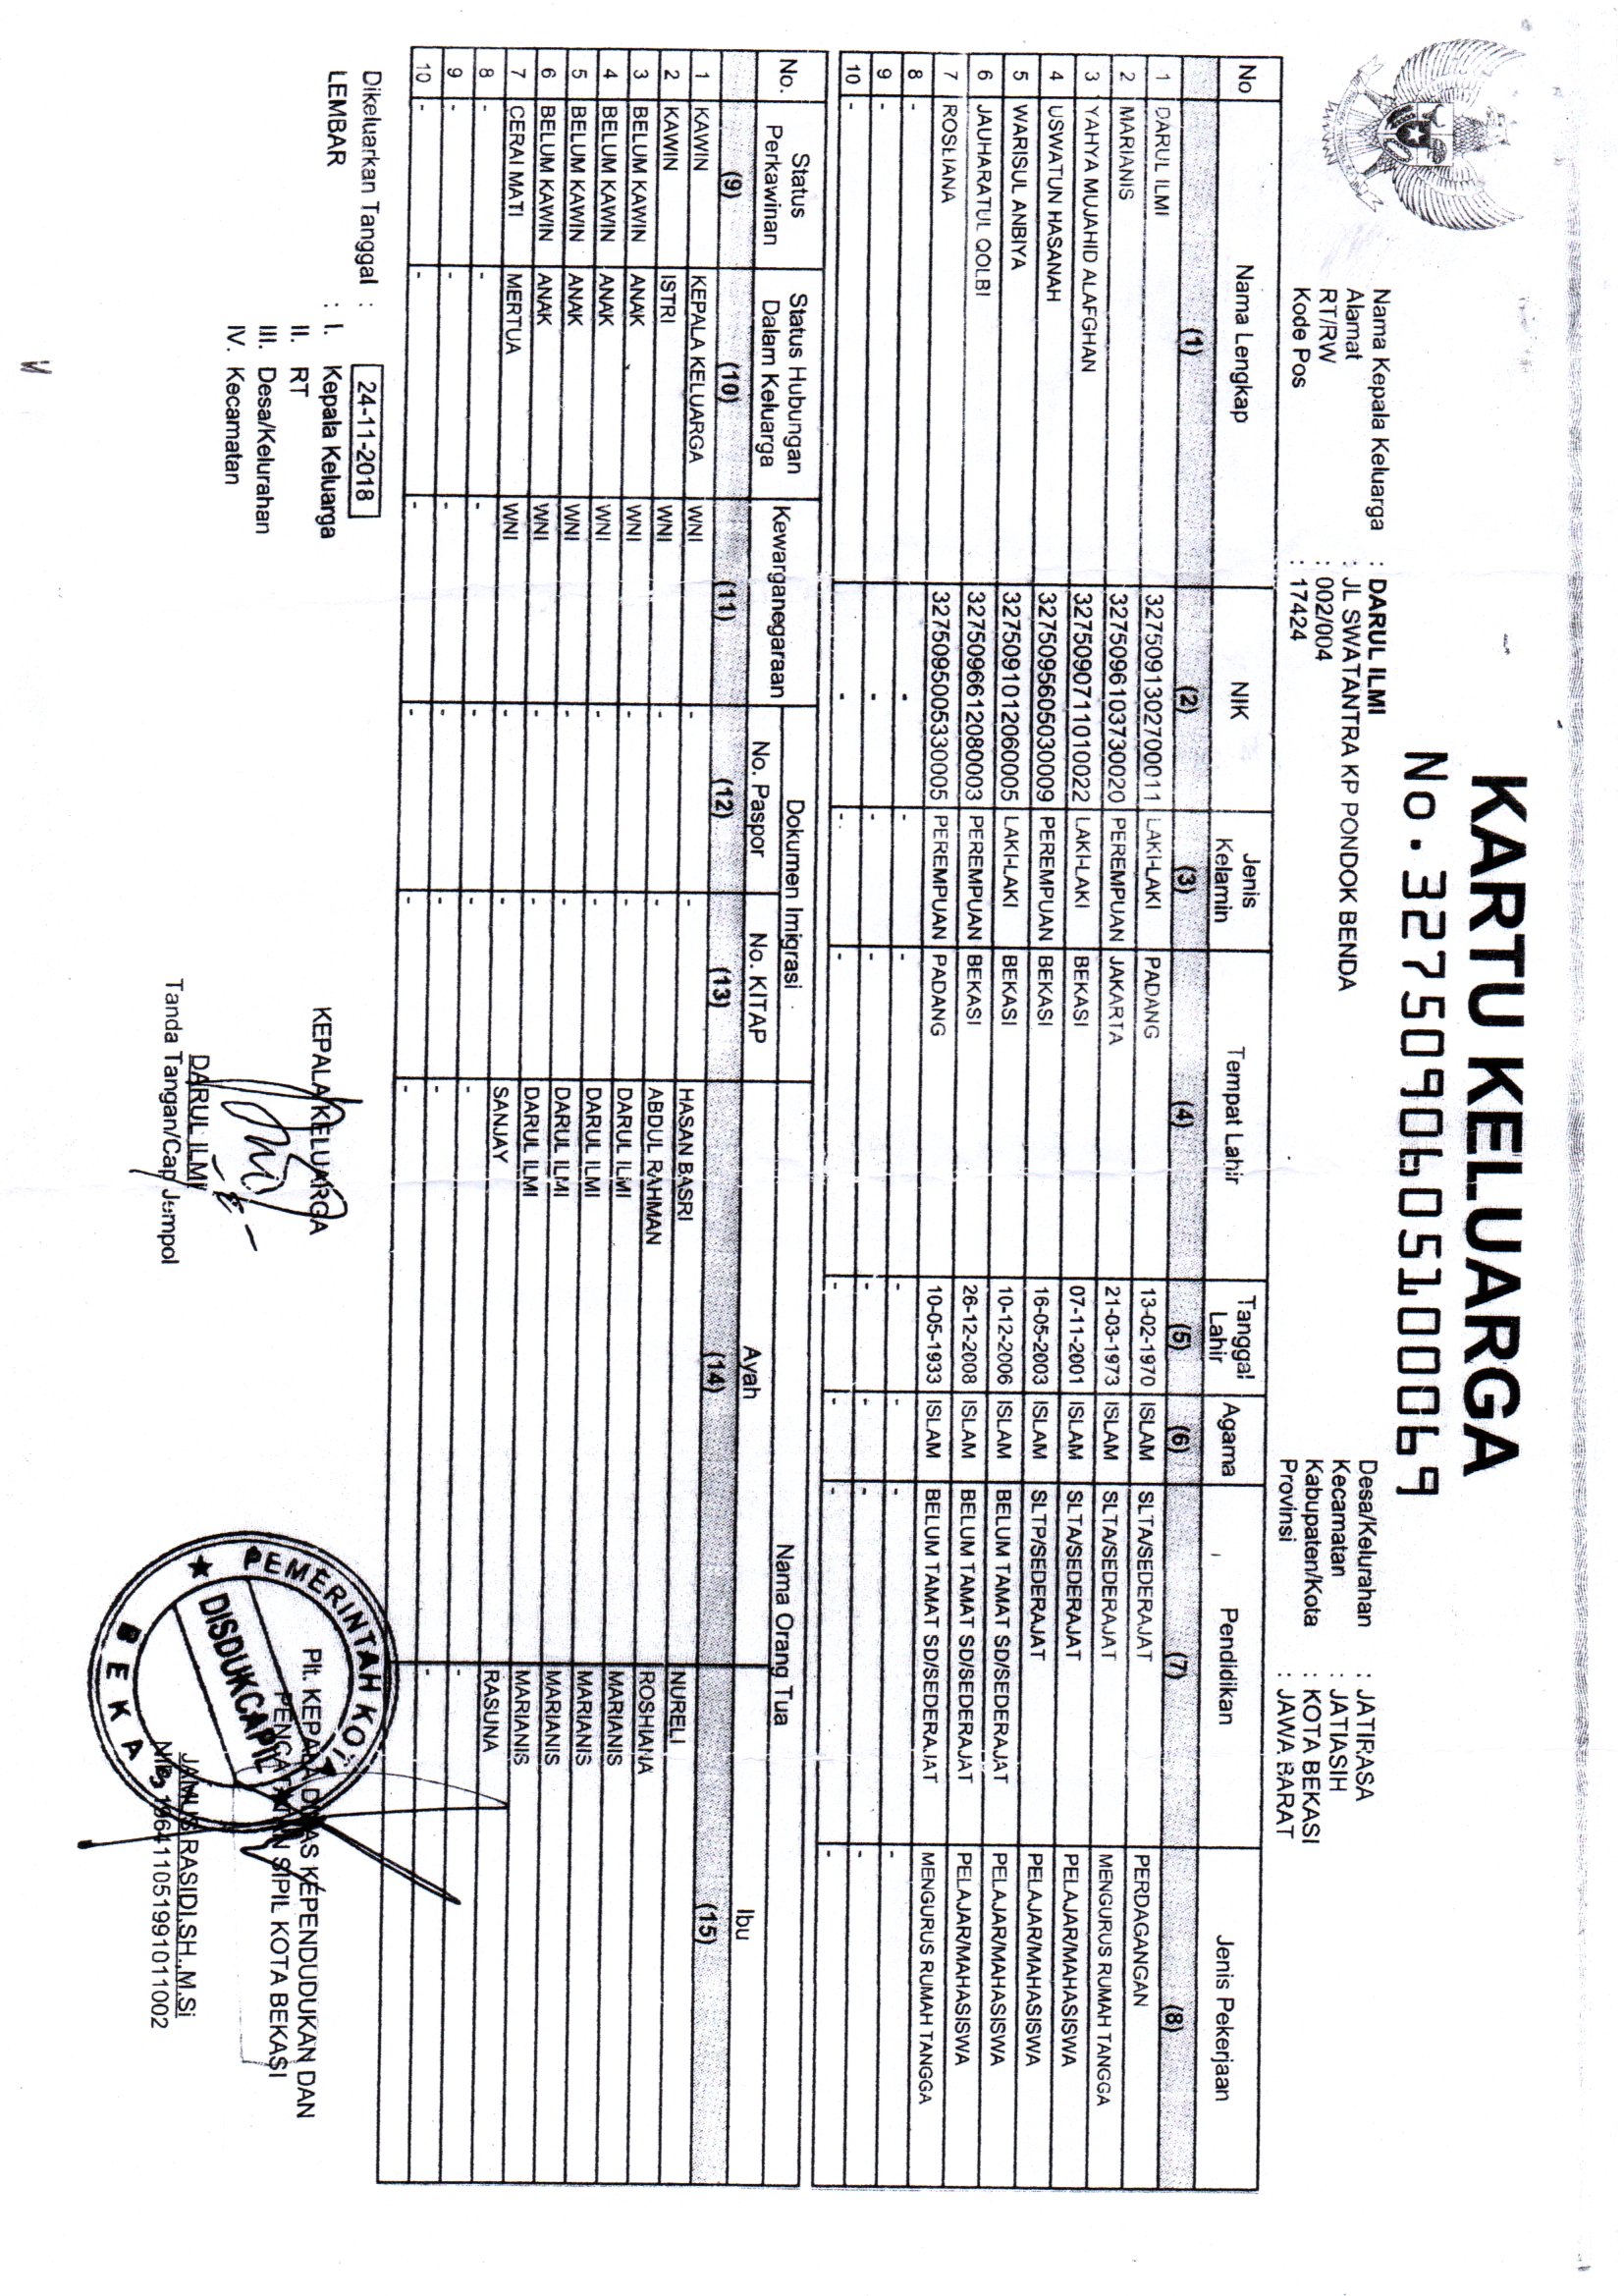 KARTU KELUARGA
No. 3275090605100069
Nama Kepala Keluarga : DARUL ILMI
Alamat : JL SWATANTRA KP PONDOK BENDA
RT/RW : 002/004
Kode Pos : 17424
Desa/Kelurahan : JATIRASA
Kecamatan : JATIASIH
Kabupaten/Kota : KOTA BEKASI
Provinsi : JAWA BARAT
No Nama Lengkap NIK Jenis Kelamin Tempat Lahir Tanggal Lahir Agama Pendidikan Jenis Pekerjaan
(1) (2) (3) (4) (5) (6) (7) (8)
1 DARUL ILMI 3275091302700011 LAKI-LAKI PADANG 13-02-1970 ISLAM SLTA/SEDERAJAT PERDAGANGAN
2 MARIANIS 3275096103730020 PEREMPUAN JAKARTA 21-03-1973 ISLAM SLTA/SEDERAJAT MENGURUS RUMAH TANGGA
3 YAHYA MUJAHID ALAFGHAN 3275090711010022 LAKI-LAKI BEKASI 07-11-2001 ISLAM SLTA/SEDERAJAT PELAJAR/MAHASISWA
4 USWATUN HASANAH 3275095605030009 PEREMPUAN BEKASI 16-05-2003 ISLAM SLTP/SEDERAJAT PELAJAR/MAHASISWA
5 WARISUL ANBIYA 3275091012060005 LAKI-LAKI BEKASI 10-12-2006 ISLAM BELUM TAMAT SD/SEDERAJAT PELAJAR/MAHASISWA
6 JAUHARATUL QOLBI 3275096612080003 PEREMPUAN BEKASI 26-12-2008 ISLAM BELUM TAMAT SD/SEDERAJAT PELAJAR/MAHASISWA
7 ROSLIANA 3275095005330005 PEREMPUAN PADANG 10-05-1933 ISLAM BELUM TAMAT SD/SEDERAJAT MENGURUS RUMAH TANGGA
8 - - - - - - - -
9 - - - - - - - -
10 - - - - - - - -
No. Status Perkawinan Status Hubungan Dalam Keluarga Kewarganegaraan Dokumen Imigrasi Nama Orang Tua
No. Paspor No. KITAP Ayah Ibu
(9) (10) (11) (12) (13) (14) (15)
1 KAWIN KEPALA KELUARGA WNI - - HASAN BASRI NURELI
2 KAWIN ISTRI WNI - - ABDUL RAHMAN ROSHIANA
3 BELUM KAWIN ANAK WNI - - DARUL ILMI MARIANIS
4 BELUM KAWIN ANAK WNI - - DARUL ILMI MARIANIS
5 BELUM KAWIN ANAK WNI - - DARUL ILMI MARIANIS
6 BELUM KAWIN ANAK WNI - - DARUL ILMI MARIANIS
7 CERAI MATI MERTUA WNI - - SANJAY RASUNA
8 - - - - - - -
9 - - - - - - -
10 - - - - - - -
Dikeluarkan Tanggal : 24-11-2018
LEMBAR : I. Kepala Keluarga
II. RT
III. Desa/Kelurahan
IV. Kecamatan
KEPALA KELUARGA
DARUL ILMI
Tanda Tangan/Cap Jempol
Plt. KEPALA DINAS KEPENDUDUKAN DAN
PENCATATAN SIPIL KOTA BEKASI
JAMUS RASIDI,SH.,M.Si
NIP. 196411051991011002
PEMERINTAH KOTA
DISDUKCAPIL
BEKASI